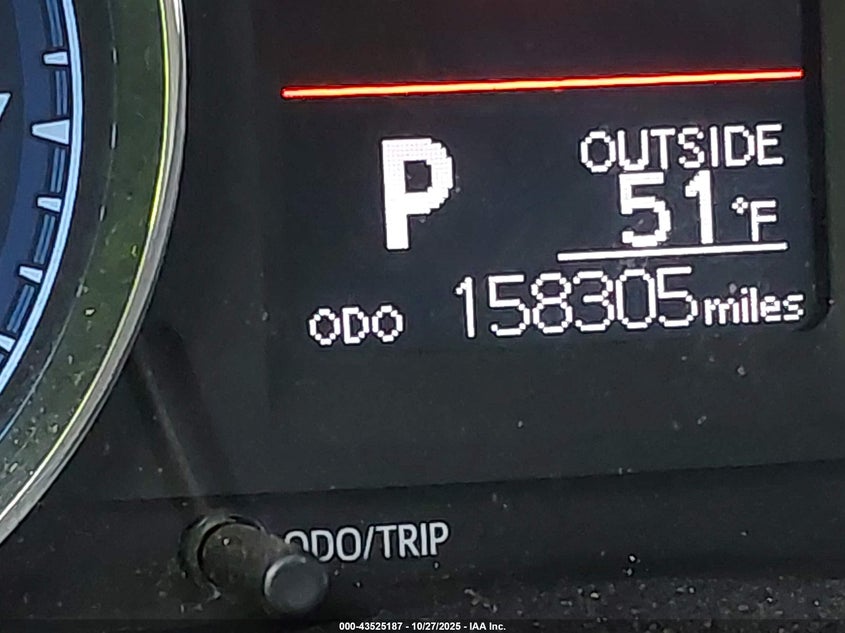 P
OUTSIDE
51°F
ODO 158305 miles
ODO/TRIP
000-43525187 - 10/27/2025 - IAA Inc.